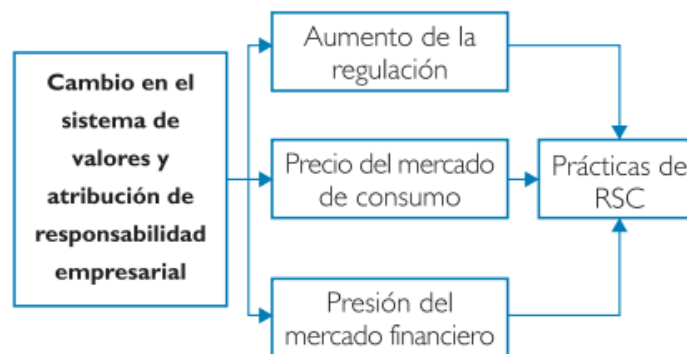 Cambio en el
sistema de
valores y
atribución de
responsabilidad
empresarial
Aumento de la
regulación
Precio del mercado
de consumo
Presión del
mercado financiero
Prácticas de
RSC